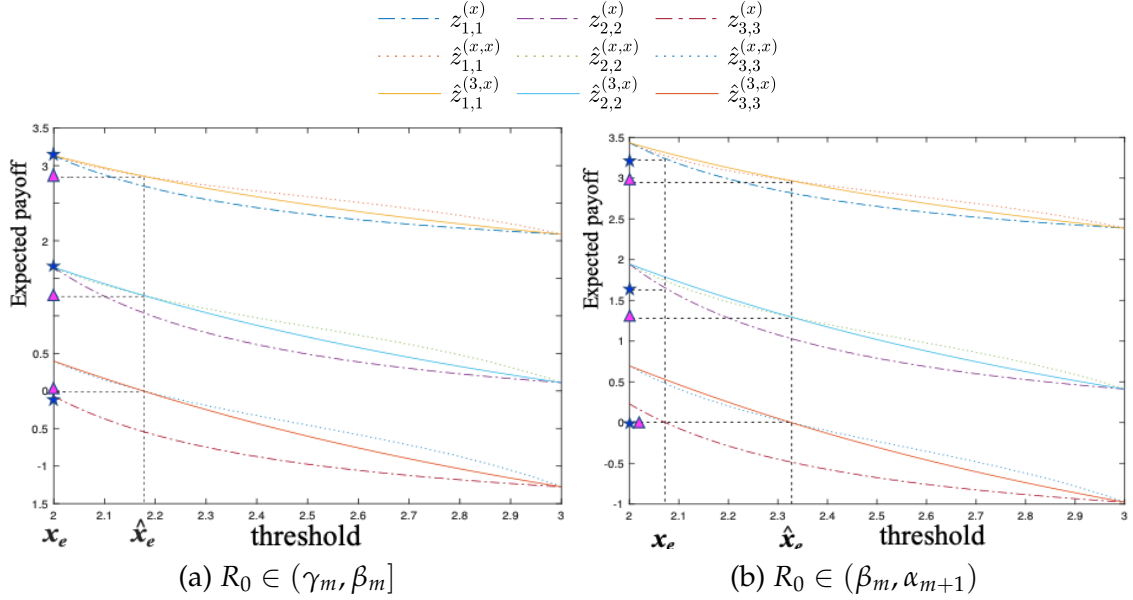 z_{1,1}^{(x)} z_{2,2}^{(x)} z_{3,3}^{(x)}
ẑ_{1,1}^{(x,x)} ẑ_{2,2}^{(x,x)} ẑ_{3,3}^{(x,x)}
ẑ_{1,1}^{(3,x)} ẑ_{2,2}^{(3,x)} ẑ_{3,3}^{(3,x)}
Expected payoff
3.5
3
2
0.5
0
0.5
-1
1.5
2 2.1 2.2 2.3 2.4 2.5 2.6 2.7 2.8 2.9 3
x_e x̂_e threshold
(a) R_0 ∈ (γ_m, β_m]
Expected payoff
3.5
3
2.5
2
1.5
1
0.5
0
-0.5
-1
2 2.1 2.2 2.3 2.4 2.5 2.6 2.7 2.8 2.9 3
x_e x̂_e threshold
(b) R_0 ∈ (β_m, α_{m+1})